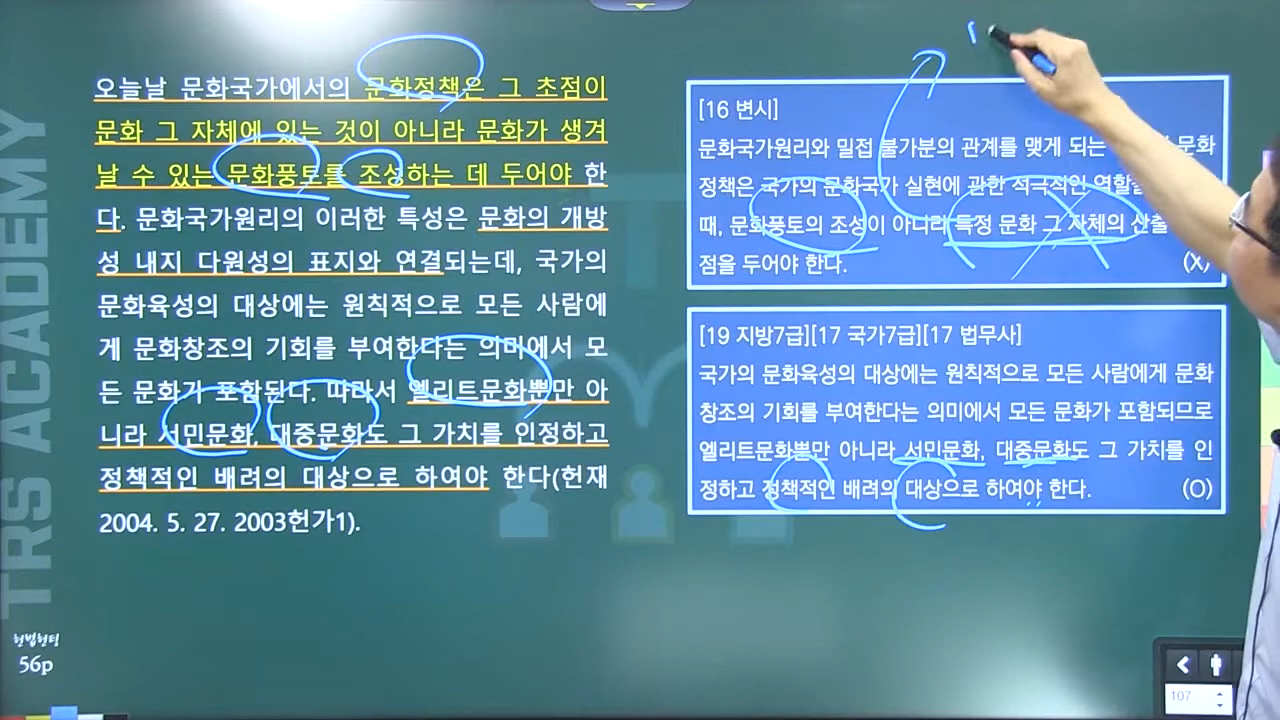 오늘날 문화국가에서의 문화정책은 그 초점이
문화 그 자체에 있는 것이 아니라 문화가 생겨
날 수 있는 문화풍토를 조성하는 데 두어야 한
다. 문화국가원리의 이러한 특성은 문화의 개방
성 내지 다원성의 표지와 연결되는데, 국가의
문화육성의 대상에는 원칙적으로 모든 사람에
게 문화창조의 기회를 부여한다는 의미에서 모
든 문화가 포함된다. 따라서 엘리트문화뿐만 아
니라 서민문화, 대중문화도 그 가치를 인정하고
정책적인 배려의 대상으로 하여야 한다(헌재
2004. 5. 27. 2003헌가1).
[16 변시]
문화국가원리와 밀접 불가분의 관계를 맺게 되는 문화
정책은 국가의 문화국가 실현에 관한 적극적인 역할을
때, 문화풍토의 조성이 아니라 특정 문화 그 자체의 산출
점을 두어야 한다. (X)
[19 지방7급][17 국가7급][17 법무사]
국가의 문화육성의 대상에는 원칙적으로 모든 사람에게 문화
창조의 기회를 부여한다는 의미에서 모든 문화가 포함되므로
엘리트문화뿐만 아니라 서민문화, 대중문화도 그 가치를 인
정하고 정책적인 배려의 대상으로 하여야 한다. (O)
TRS ACADEMY
헌법헌팅
56p
107